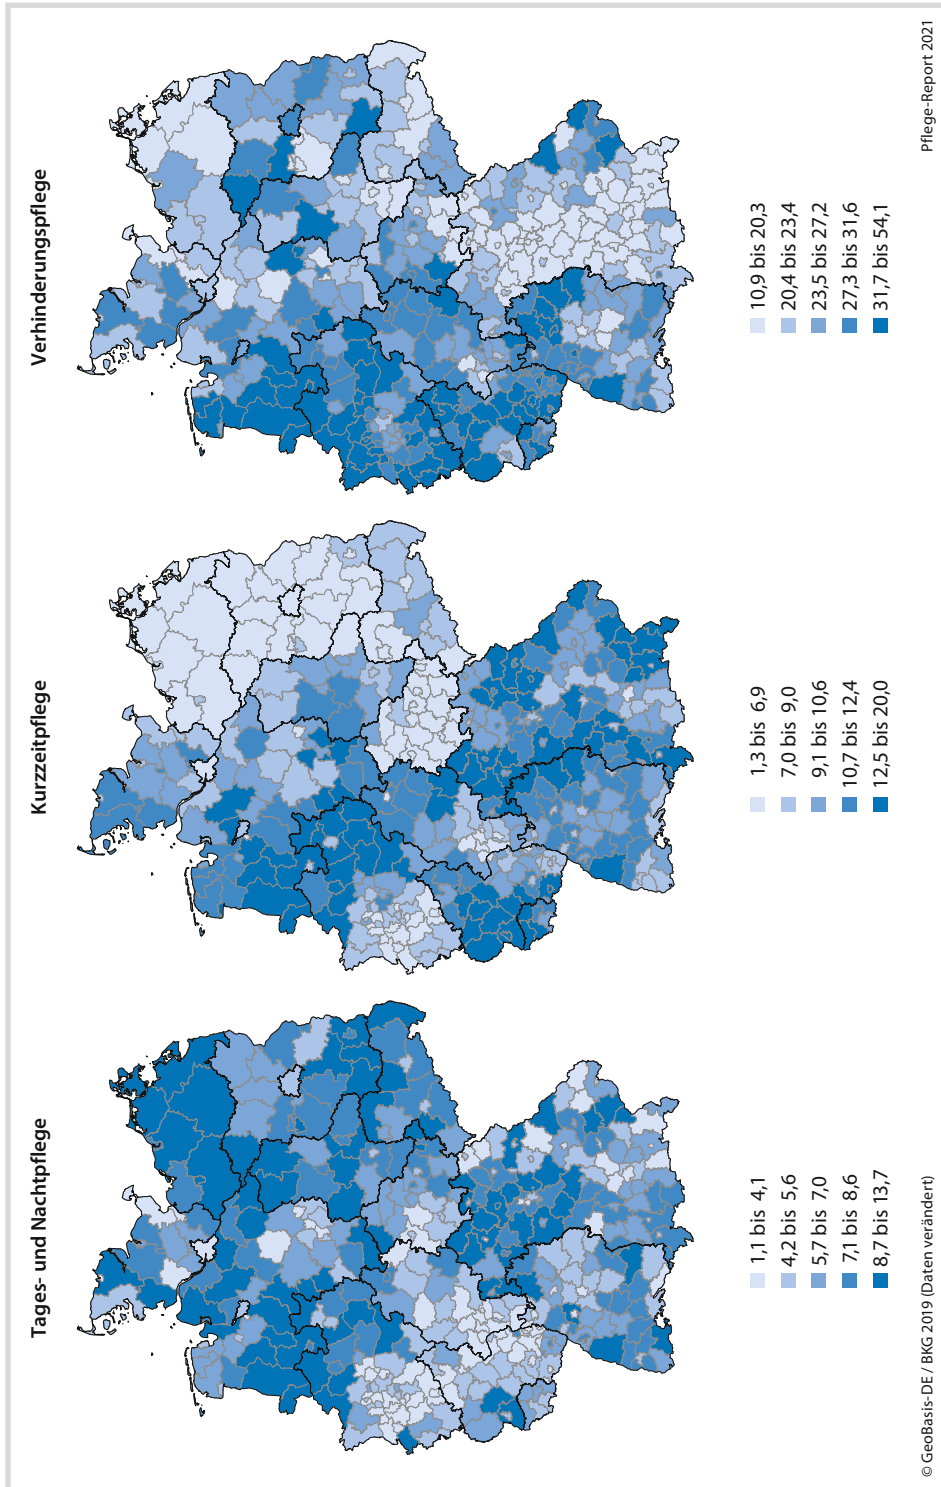 Tages- und Nachtpflege
1,1 bis 4,1
4,2 bis 5,6
5,7 bis 7,0
7,1 bis 8,6
8,7 bis 13,7
Kurzzeitpflege
1,3 bis 6,9
7,0 bis 9,0
9,1 bis 10,6
10,7 bis 12,4
12,5 bis 20,0
Verhinderungspflege
10,9 bis 20,3
20,4 bis 23,4
23,5 bis 27,2
27,3 bis 31,6
31,7 bis 54,1
© GeoBasis-DE / BKG 2019 (Daten verändert)
Pflege-Report 2021